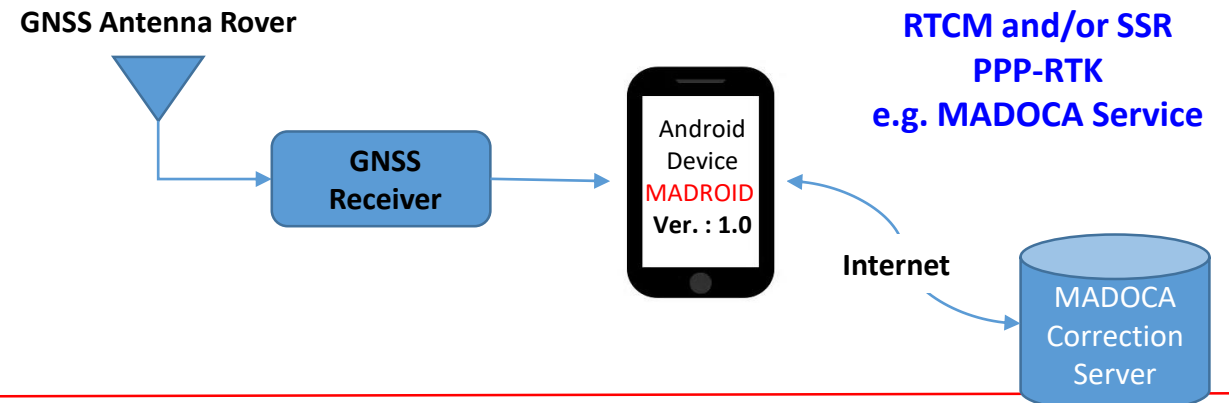 GNSS Antenna Rover
RTCM and/or SSR
PPP-RTK
e.g. MADOCA Service
GNSS
Receiver
Android
Device
MADROID
Ver. : 1.0
Internet
MADOCA
Correction
Server